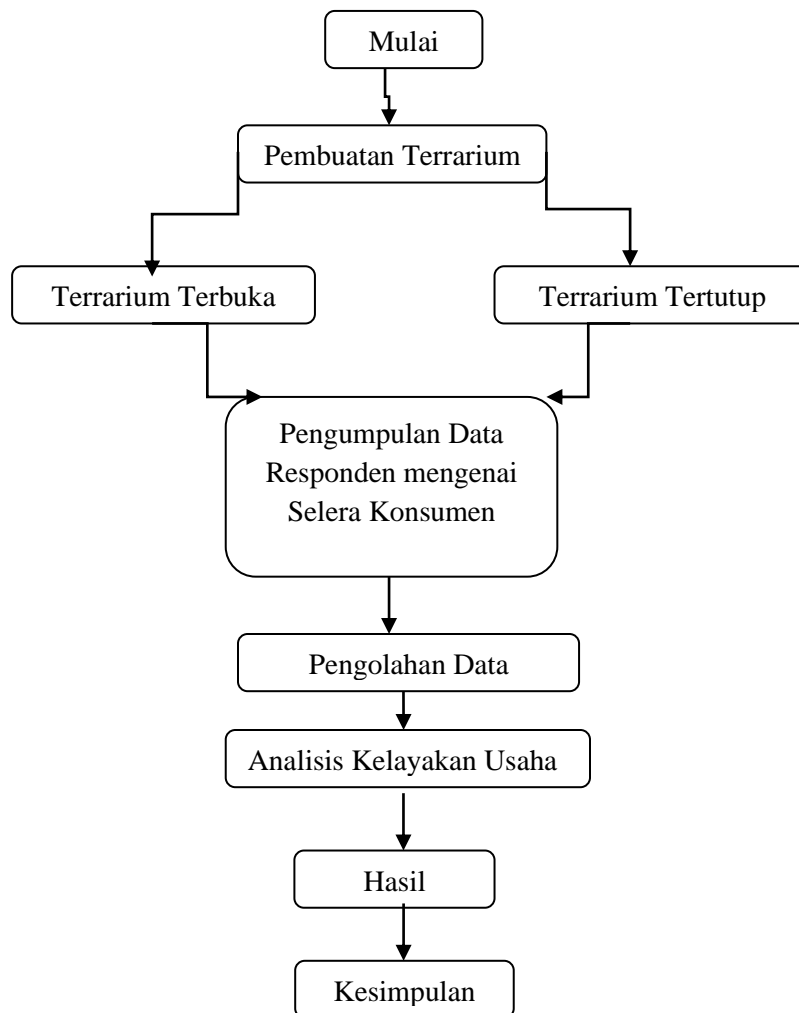 Mulai
Pembuatan Terrarium
Terrarium Terbuka
Terrarium Tertutup
Pengumpulan Data
Responden mengenai
Selera Konsumen
Pengolahan Data
Analisis Kelayakan Usaha
Hasil
Kesimpulan